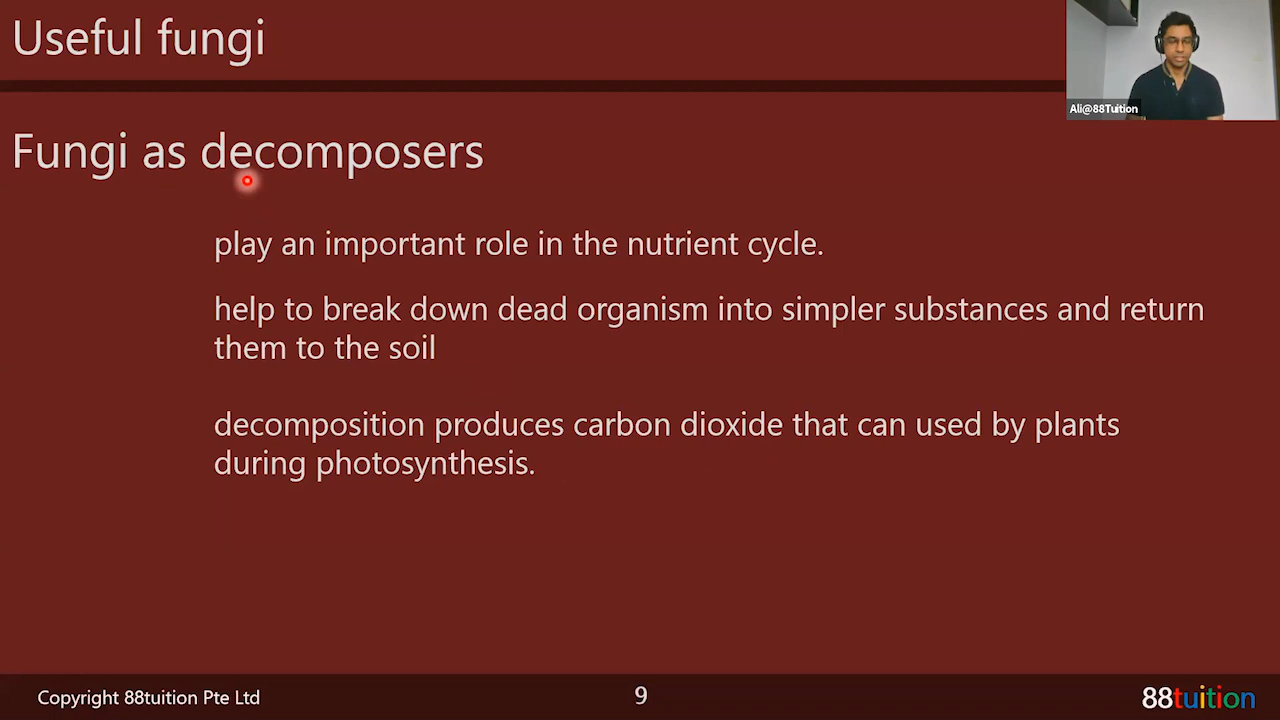 Useful fungi
Ali@88Tuition
Fungi as decomposers
play an important role in the nutrient cycle.
help to break down dead organism into simpler substances and return
them to the soil
decomposition produces carbon dioxide that can used by plants
during photosynthesis.
Copyright 88tuition Pte Ltd
9
88tuition